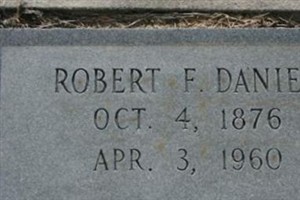 ROBERT F. DANIE
OCT. 4, 1876
APR. 3, 1960